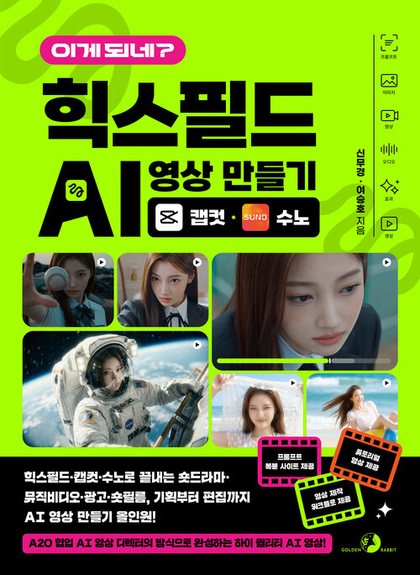 이게 되네?
힉스필드
AI 영상 만들기
캡컷 · SUNO 수노
신무경 · 여승호 지음
프롬프트
이미지
영상
오디오
효과
생성
프롬프트
복붙 사이트 제공
튜토리얼
영상 제공
영상 제작
워크플로 제공
힉스필드·캡컷·수노로 끝내는 숏드라마·
뮤직비디오·광고·숏필름, 기획부터 편집까지
AI 영상 만들기 올인원!
A20 협업 AI 영상 디렉터의 방식으로 완성하는 하이 퀄리티 AI 영상!
GOLDEN RABBIT